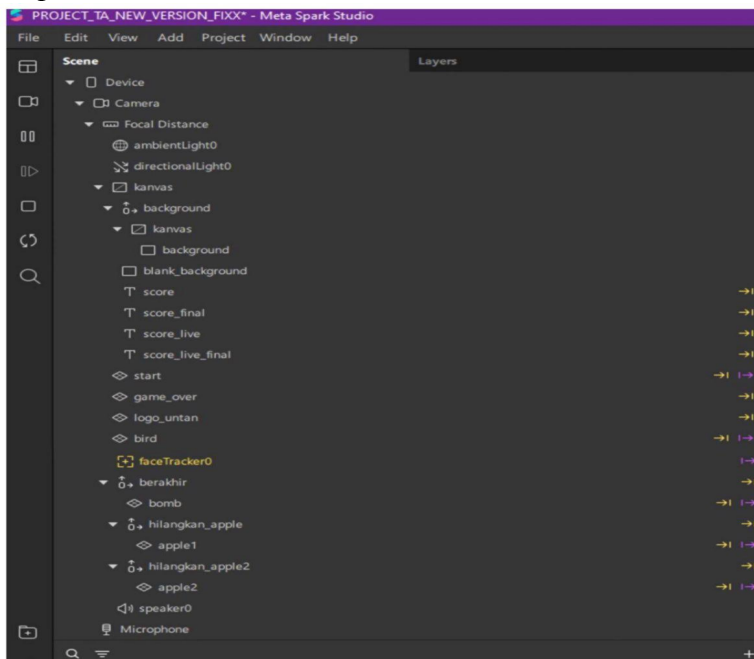 PROJECT_TA_NEW_VERSION_FIXX* - Meta Spark Studio
File Edit View Add Project Window Help
Scene Layers
Device
Camera
Focal Distance
ambientLight0
directionalLight0
kanvas
background
kanvas
background
blank_background
score
score_final
score_live
score_live_final
start
game_over
logo_untan
bird
faceTracker0
berakhir
bomb
hilangkan_apple
apple1
hilangkan_apple2
apple2
speaker0
Microphone